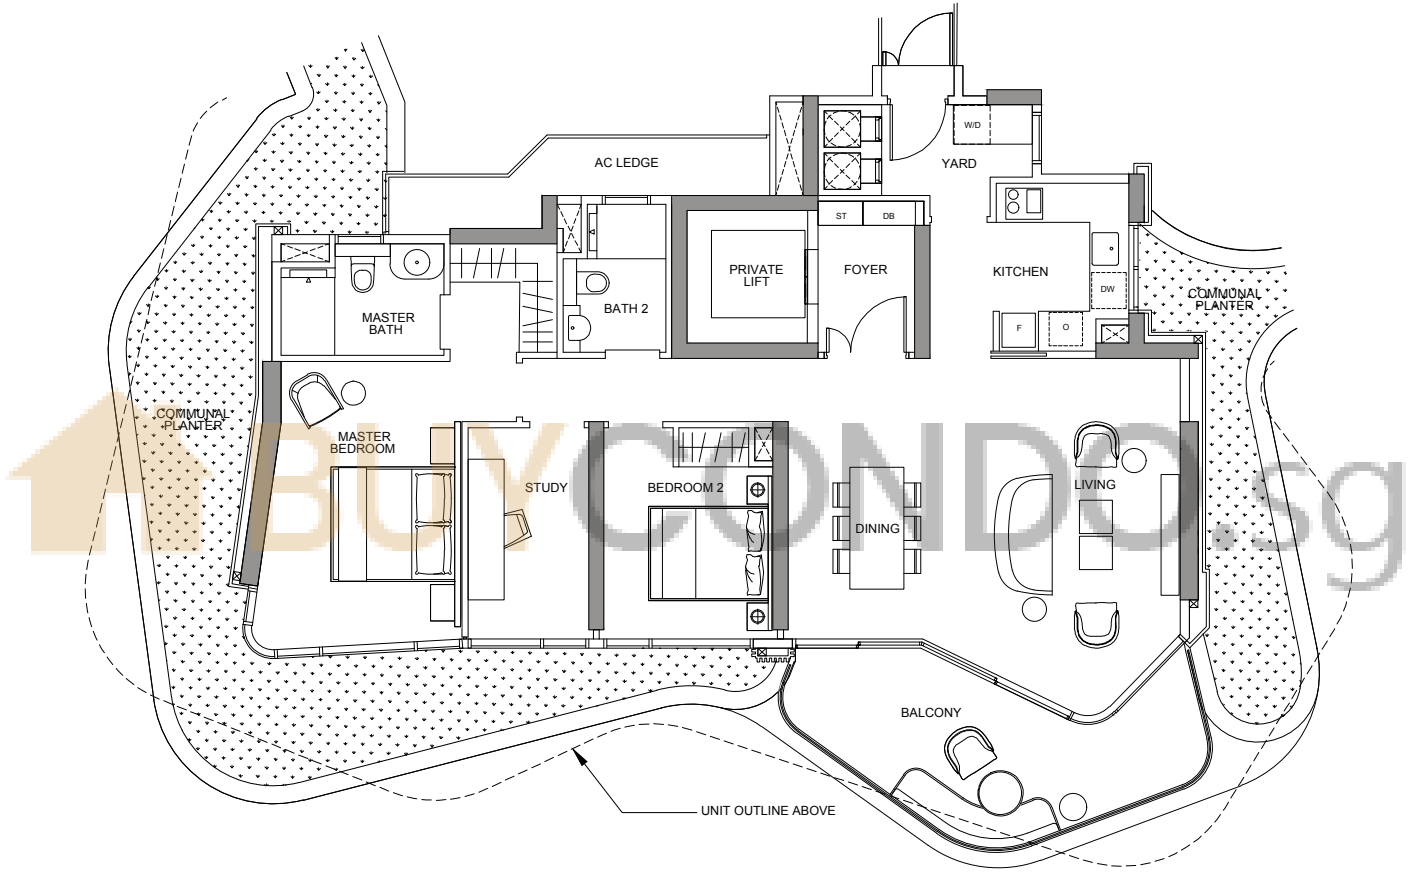 AC LEDGE
W/D
YARD
ST
DB
PRIVATE
LIFT
FOYER
KITCHEN
DW
F
O
COMMUNAL
PLANTER
MASTER
BATH
BATH 2
COMMUNAL
PLANTER
MASTER
BEDROOM
STUDY
BEDROOM 2
DINING
LIVING
BUYCONDO.sg
BALCONY
UNIT OUTLINE ABOVE